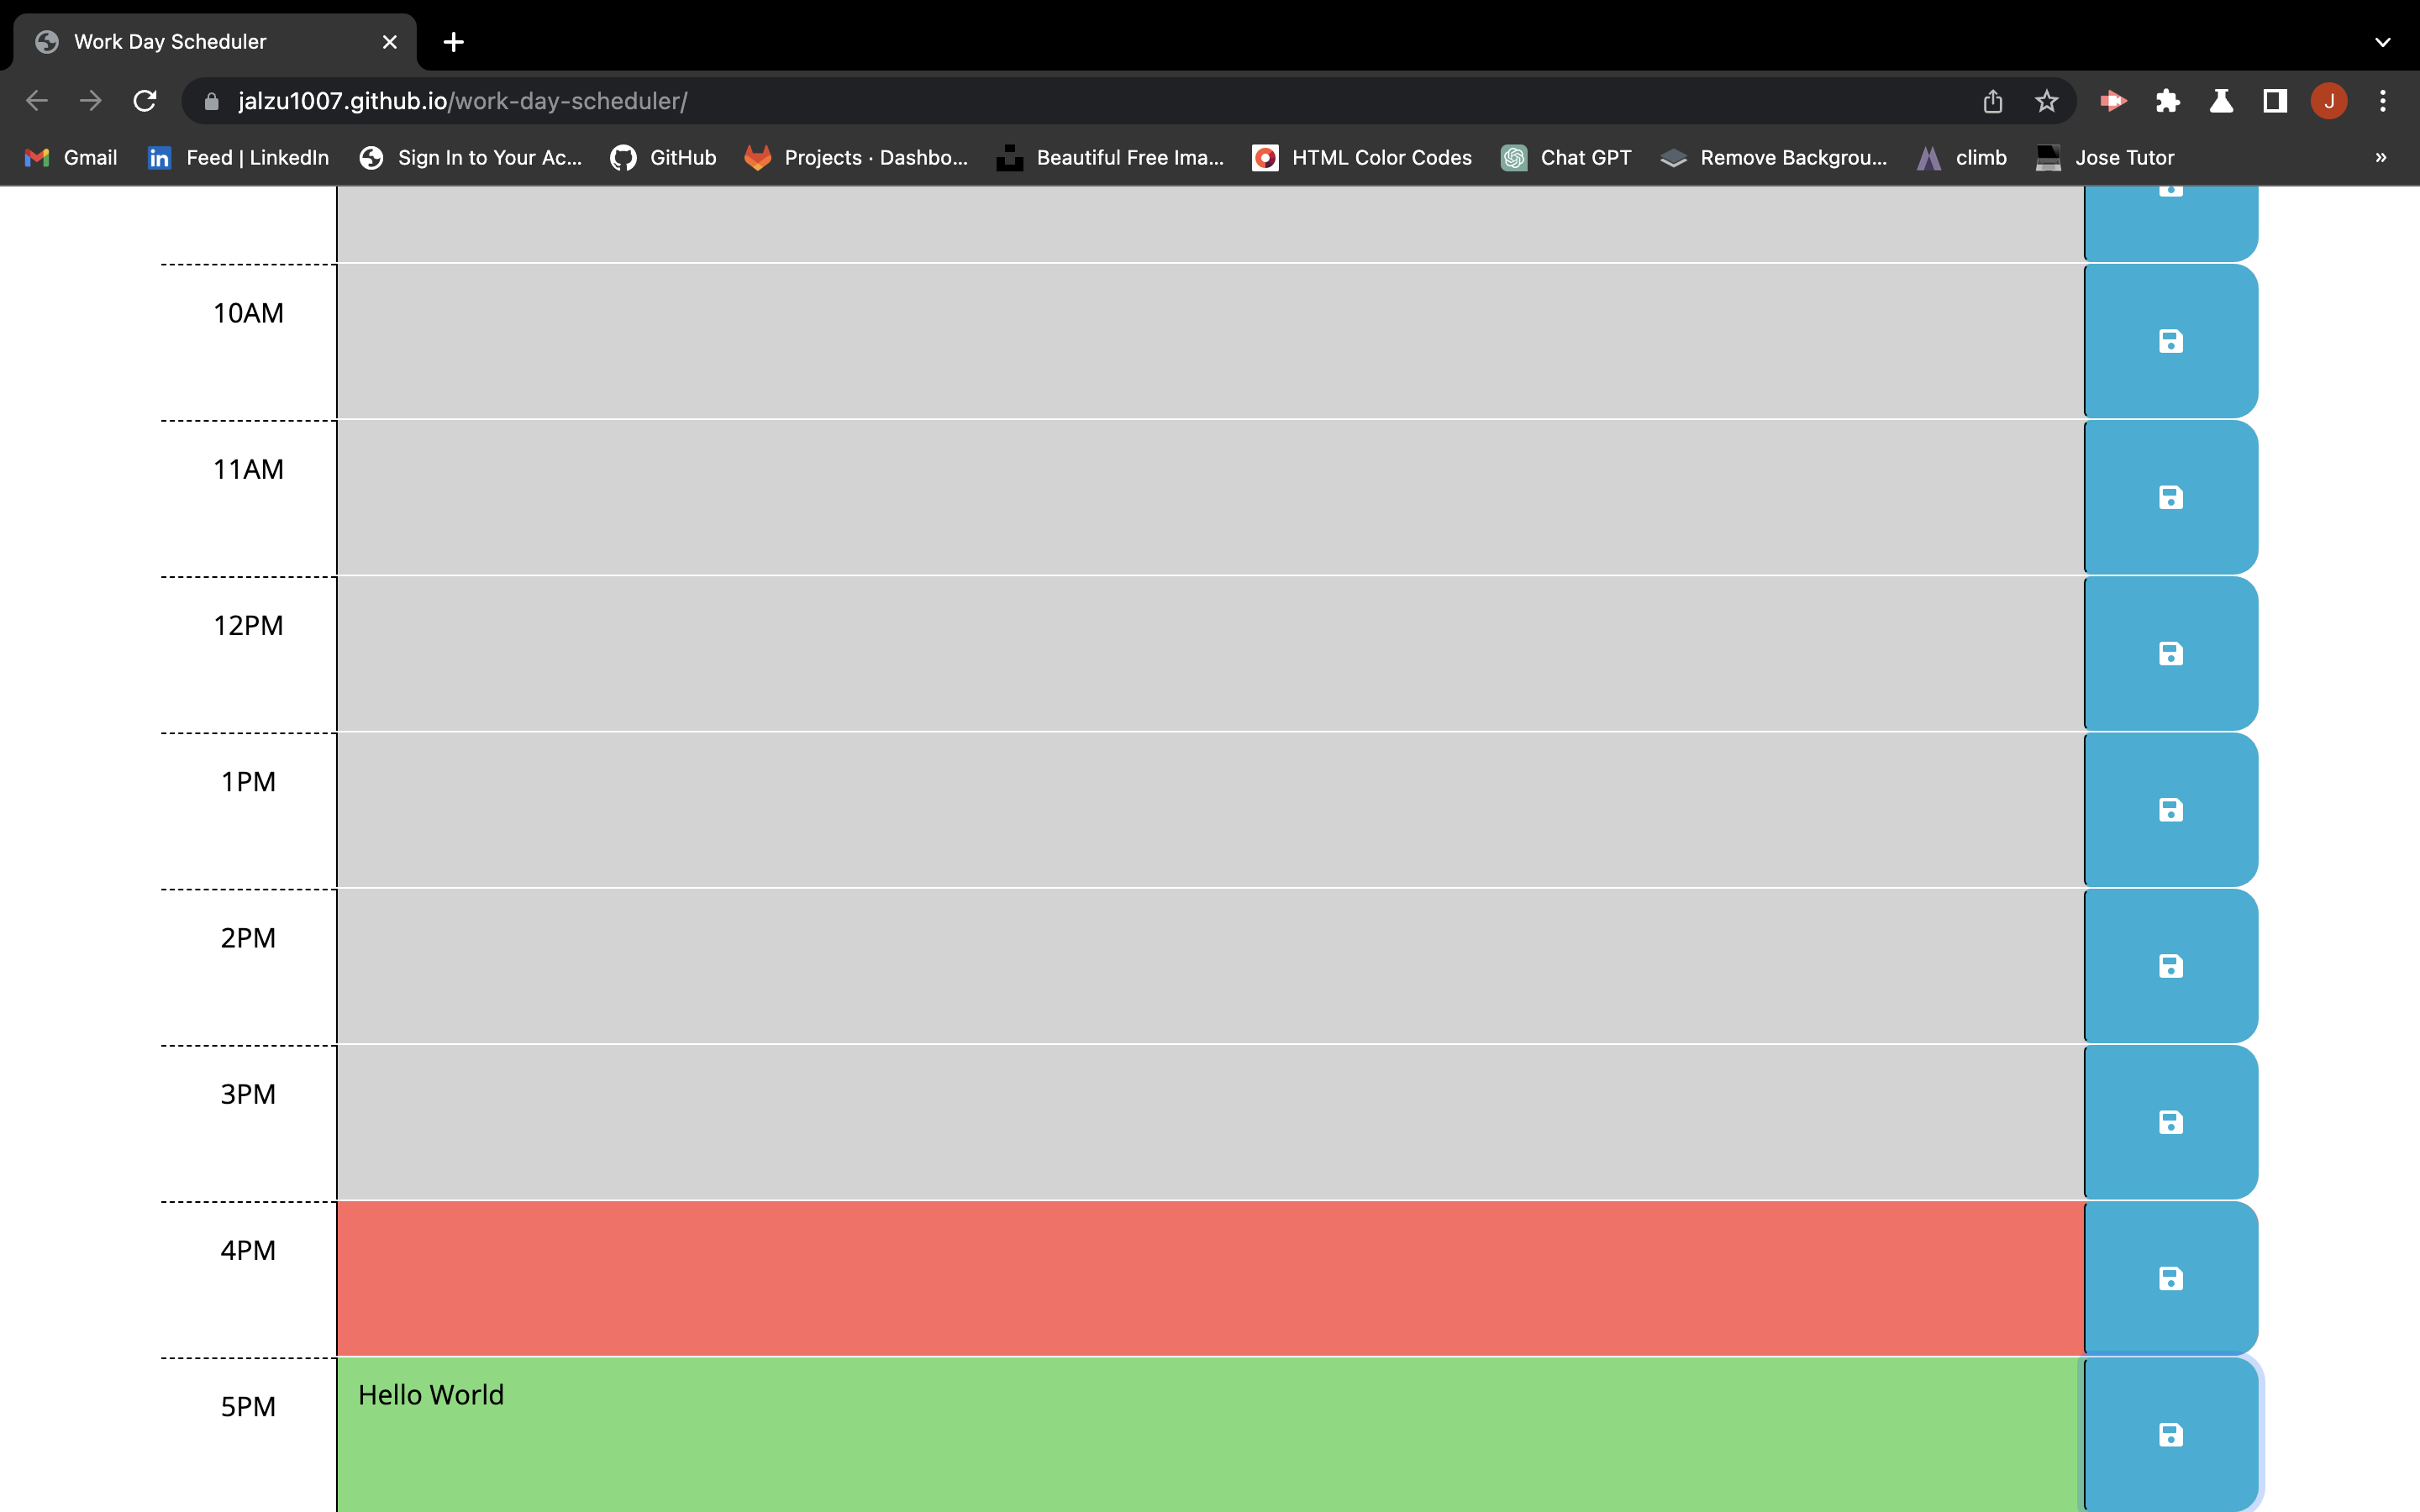 Work Day Scheduler
jalzu1007.github.io/work-day-scheduler/
J
Gmail
in
Feed | LinkedIn
Sign In to Your Ac...
GitHub
Projects · Dashbo...
Beautiful Free Ima...
HTML Color Codes
Chat GPT
Remove Backgrou...
climb
Jose Tutor
»
10AM
11AM
12PM
1PM
2PM
3PM
4PM
5PM
Hello World